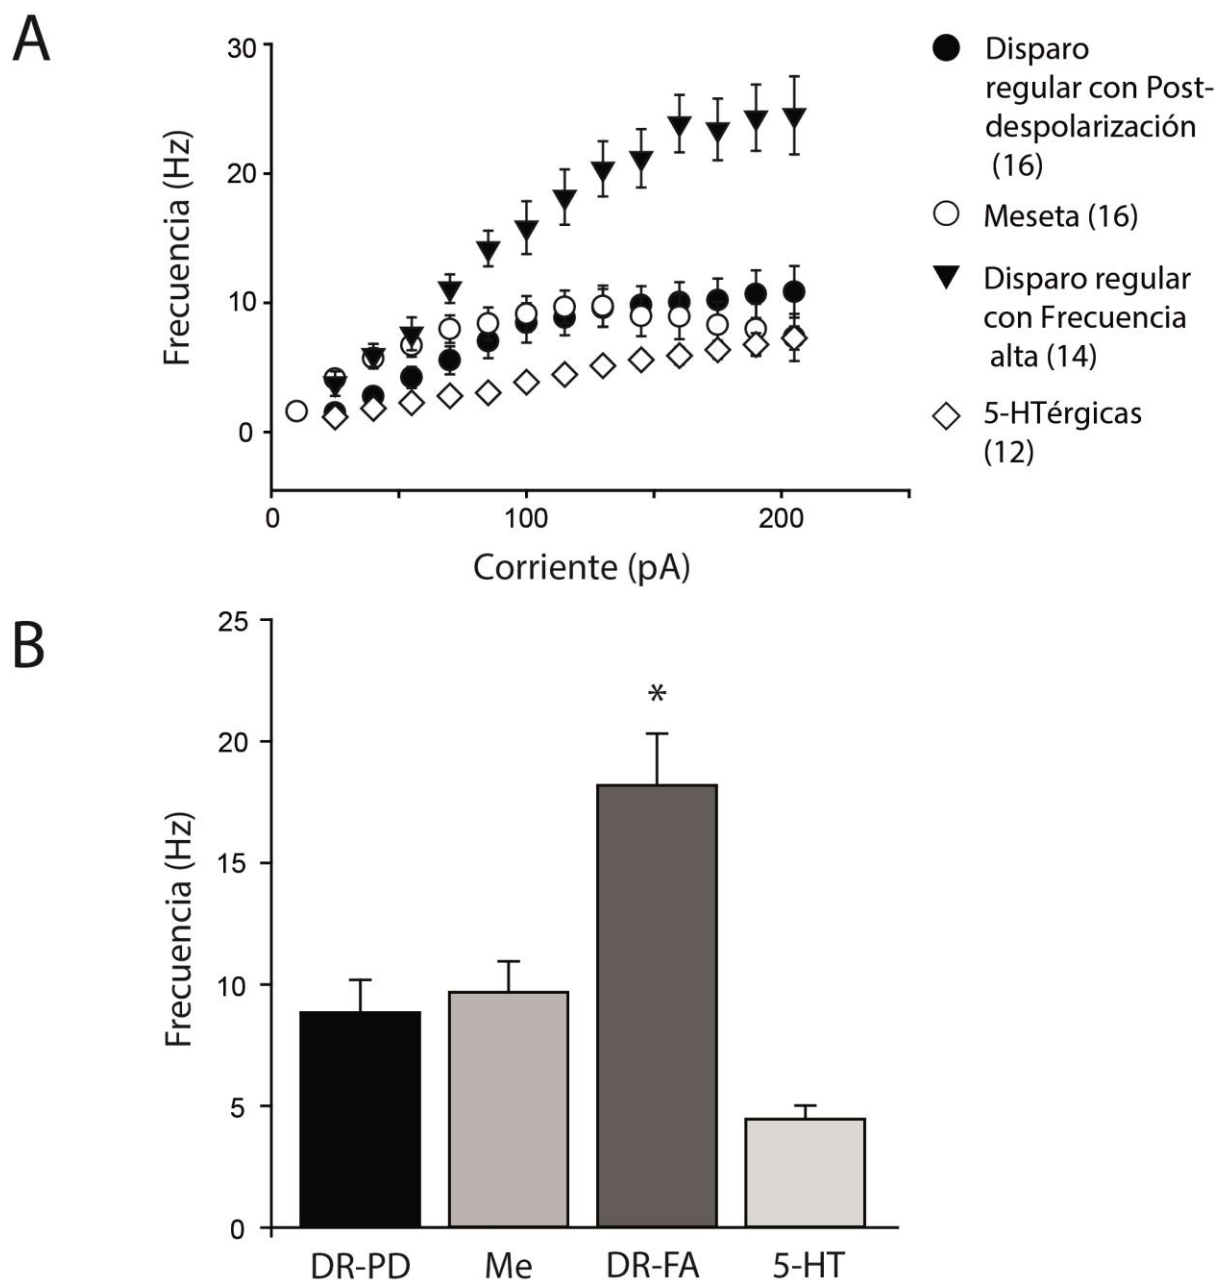 A
30
20
10
0
Frecuencia (Hz)
0
100
200
Corriente (pA)
Disparo
regular con Post-
despolarización
(16)
Meseta (16)
Disparo regular
con Frecuencia
alta (14)
5-HTérgicas
(12)
B
25
20
15
10
5
0
Frecuencia (Hz)
*
DR-PD
Me
DR-FA
5-HT